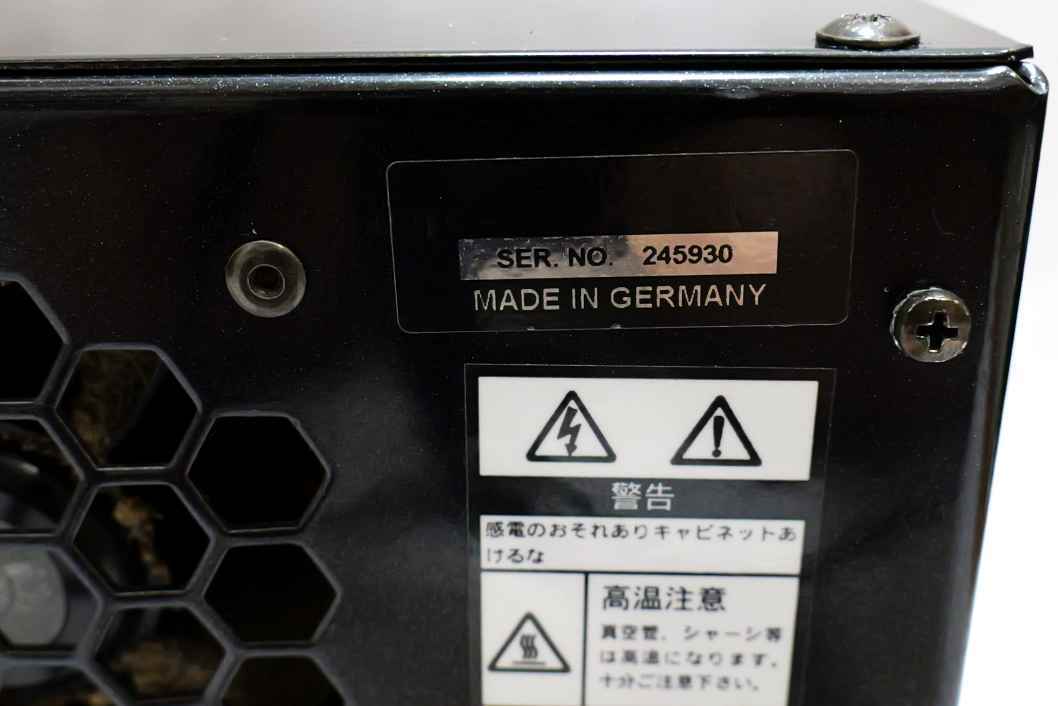 SER. NO. 245930
MADE IN GERMANY
警告
感電のおそれありキャビネットあ
けるな
高温注意
真空管、シャーシ等
は高温になります。
十分ご注意下さい。